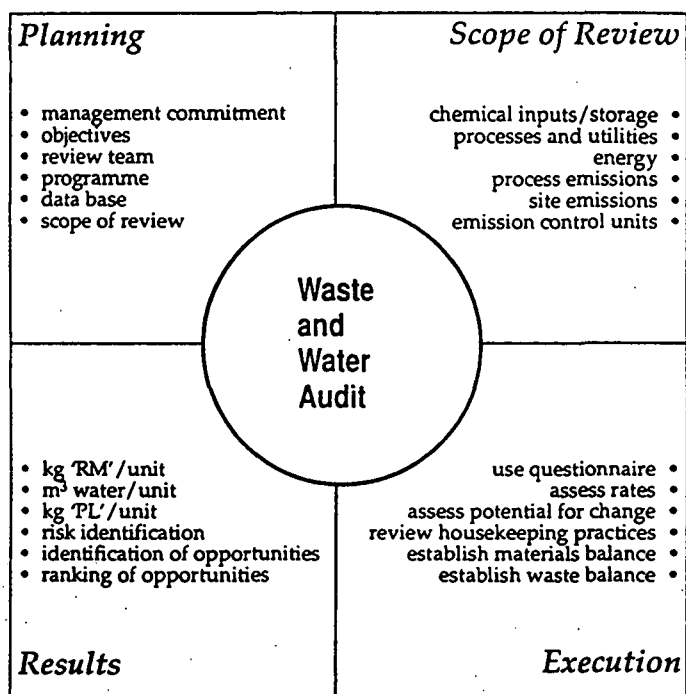 Planning
• management commitment
• objectives
• review team
• programme
• data base
• scope of review
Scope of Review
chemical inputs/storage •
processes and utilities •
energy •
process emissions •
site emissions •
emission control units •
Waste
and
Water
Audit
• kg 'RM'/unit
• m³ water/unit
• kg 'PL'/unit
• risk identification
• identification of opportunities
• ranking of opportunities
Results
use questionnaire •
assess rates •
assess potential for change •
review housekeeping practices •
establish materials balance •
establish waste balance •
Execution